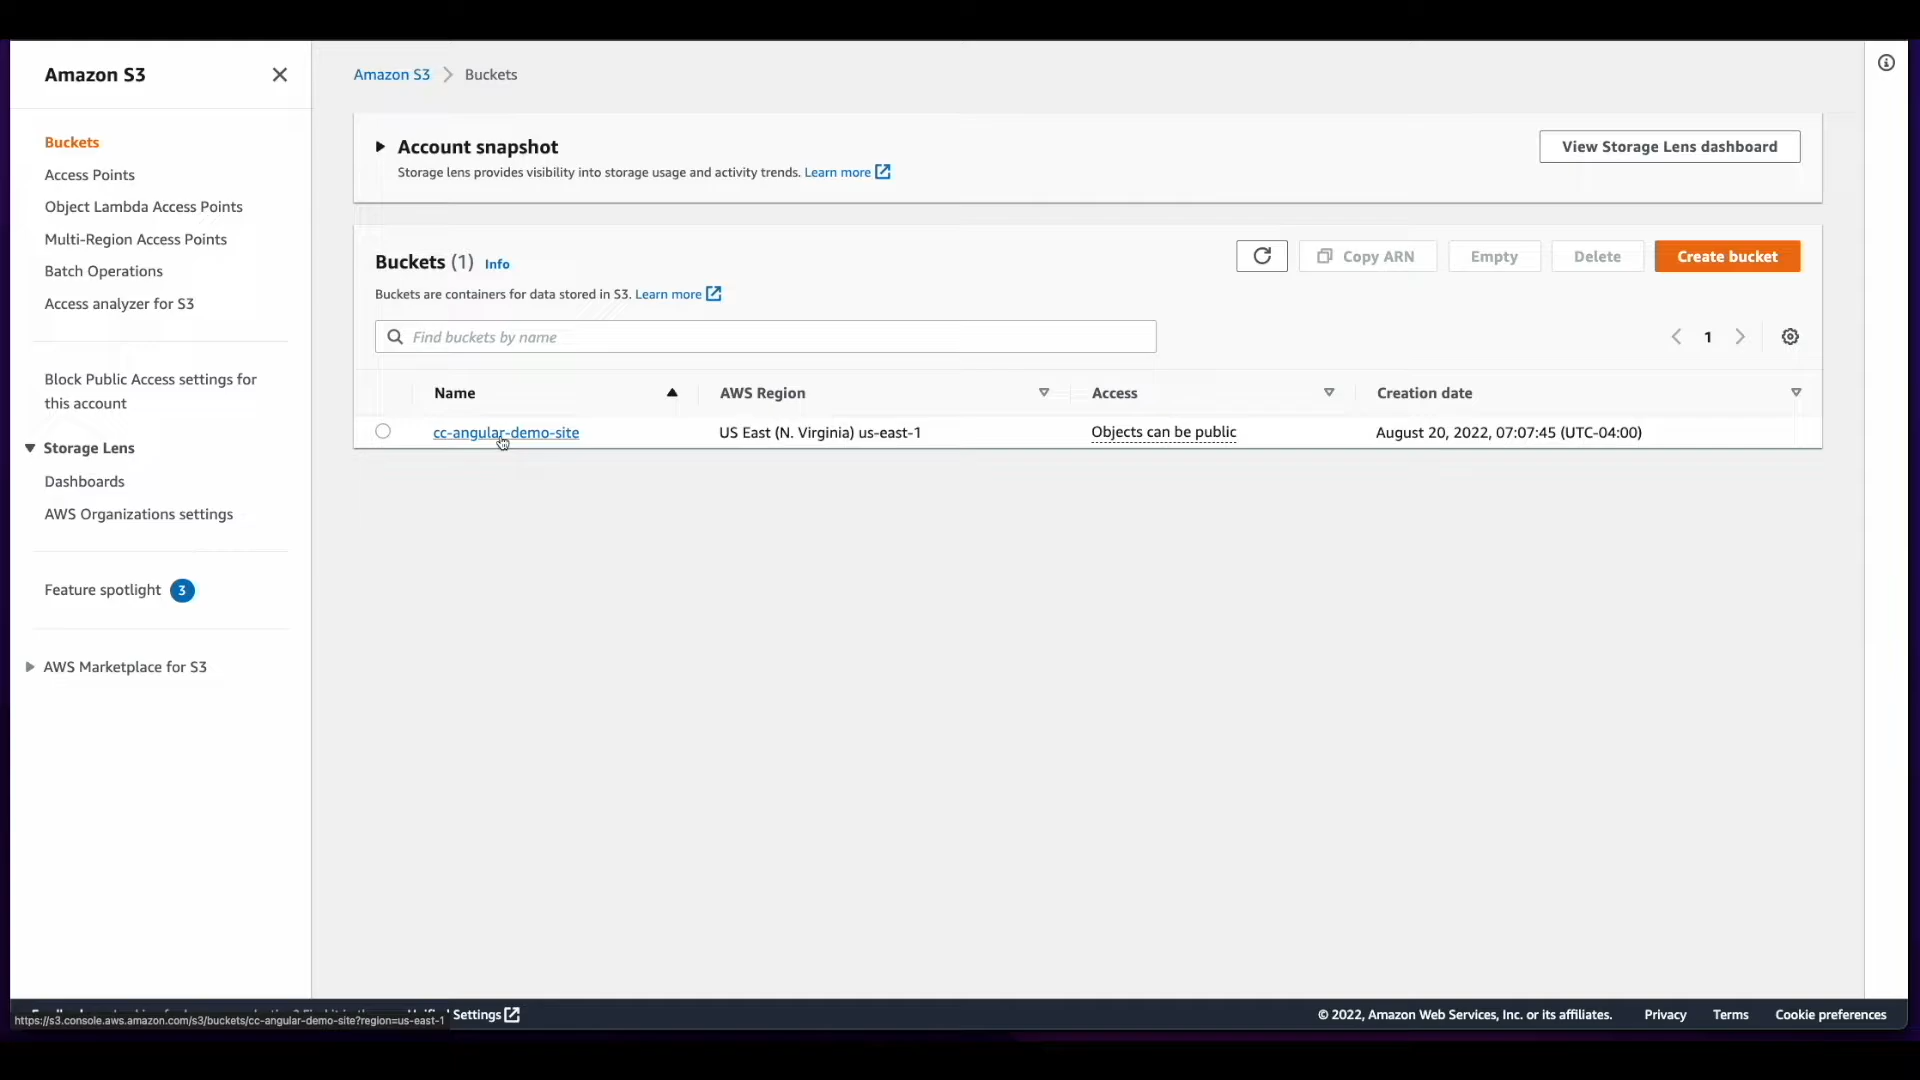 Amazon S3
Buckets
Access Points
Object Lambda Access Points
Multi-Region Access Points
Batch Operations
Access analyzer for S3
Block Public Access settings for
this account
Storage Lens
Dashboards
AWS Organizations settings
Feature spotlight 3
AWS Marketplace for S3
Amazon S3 Buckets
Account snapshot
View Storage Lens dashboard
Storage lens provides visibility into storage usage and activity trends. Learn more
Buckets (1) Info
Copy ARN Empty Delete Create bucket
Buckets are containers for data stored in S3. Learn more
Find buckets by name
1
Name AWS Region Access Creation date
cc-angular-demo-site US East (N. Virginia) us-east-1 Objects can be public August 20, 2022, 07:07:45 (UTC-04:00)
Settings © 2022, Amazon Web Services, Inc. or its affiliates. Privacy Terms Cookie preferences
https://s3.console.aws.amazon.com/s3/buckets/cc-angular-demo-site?region=us-east-1